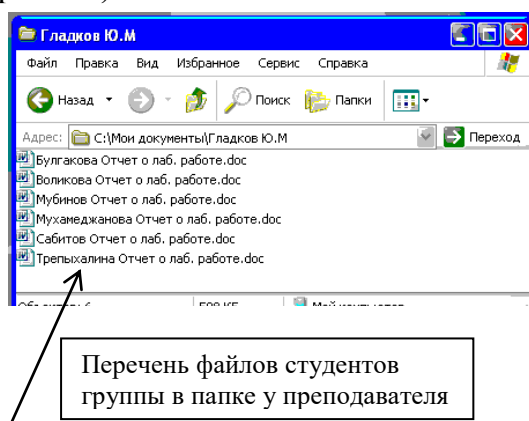 Гладков Ю.М
Файл Правка Вид Избранное Сервис Справка
Назад Поиск Папки
Адрес: C:\Мои документы\Гладков Ю.М Переход
Булгакова Отчет о лаб. работе.doc
Воликова Отчет о лаб. работе.doc
Мубинов Отчет о лаб. работе.doc
Мухамеджанова Отчет о лаб. работе.doc
Сабитов Отчет о лаб. работе.doc
Трепыхалина Отчет о лаб. работе.doc
Перечень файлов студентов
группы в папке у преподавателя